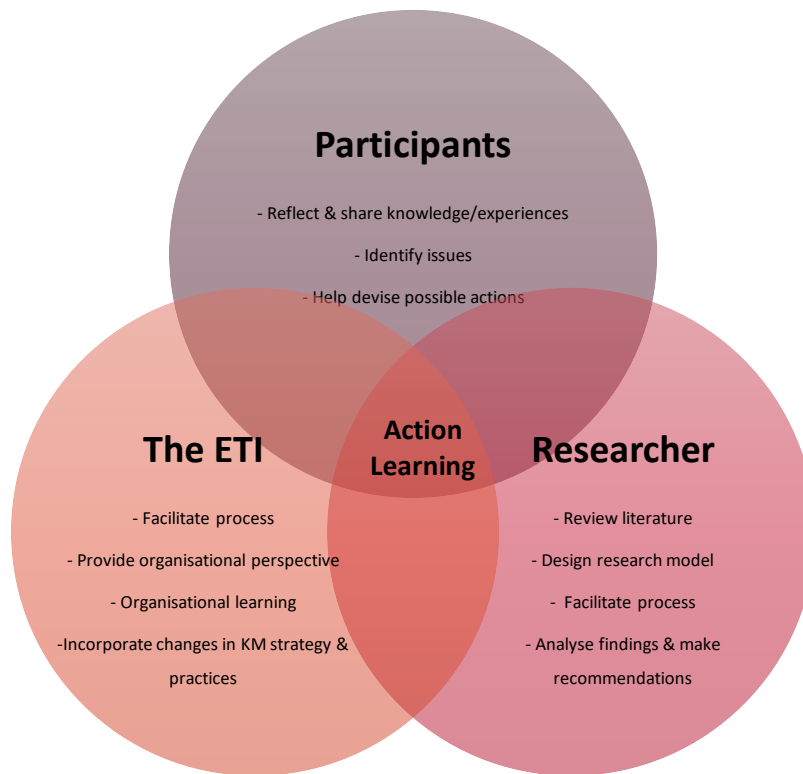 Participants
- Reflect & share knowledge/experiences
- Identify issues
- Help devise possible actions
Action
Learning
The ETI
- Facilitate process
- Provide organisational perspective
- Organisational learning
-Incorporate changes in KM strategy &
practices
Researcher
- Review literature
- Design research model
- Facilitate process
- Analyse findings & make
recommendations